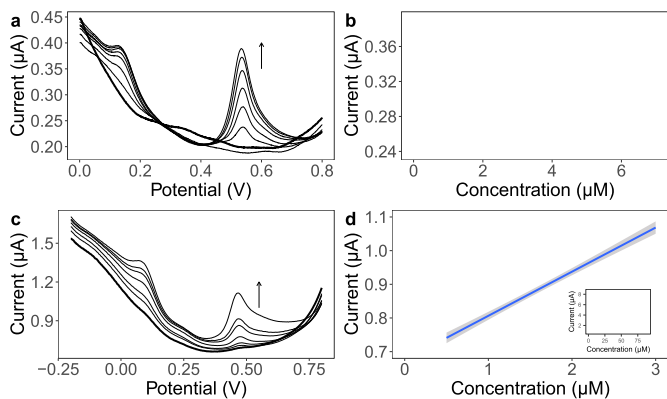 a
0.45
0.40
0.35
0.30
0.25
0.20
Current (µA)
0.0 0.2 0.4 0.6 0.8
Potential (V)
b
0.36
0.32
0.28
0.24
Current (µA)
0 2 4 6
Concentration (µM)
c
1.5
1.2
0.9
Current (µA)
−0.25 0.00 0.25 0.50 0.75
Potential (V)
d
1.1
1.0
0.9
0.8
0.7
Current (µA)
0 1 2 3
Concentration (µM)
8
6
4
2
Current (µA)
0 25 50 75
Concentration (µM)